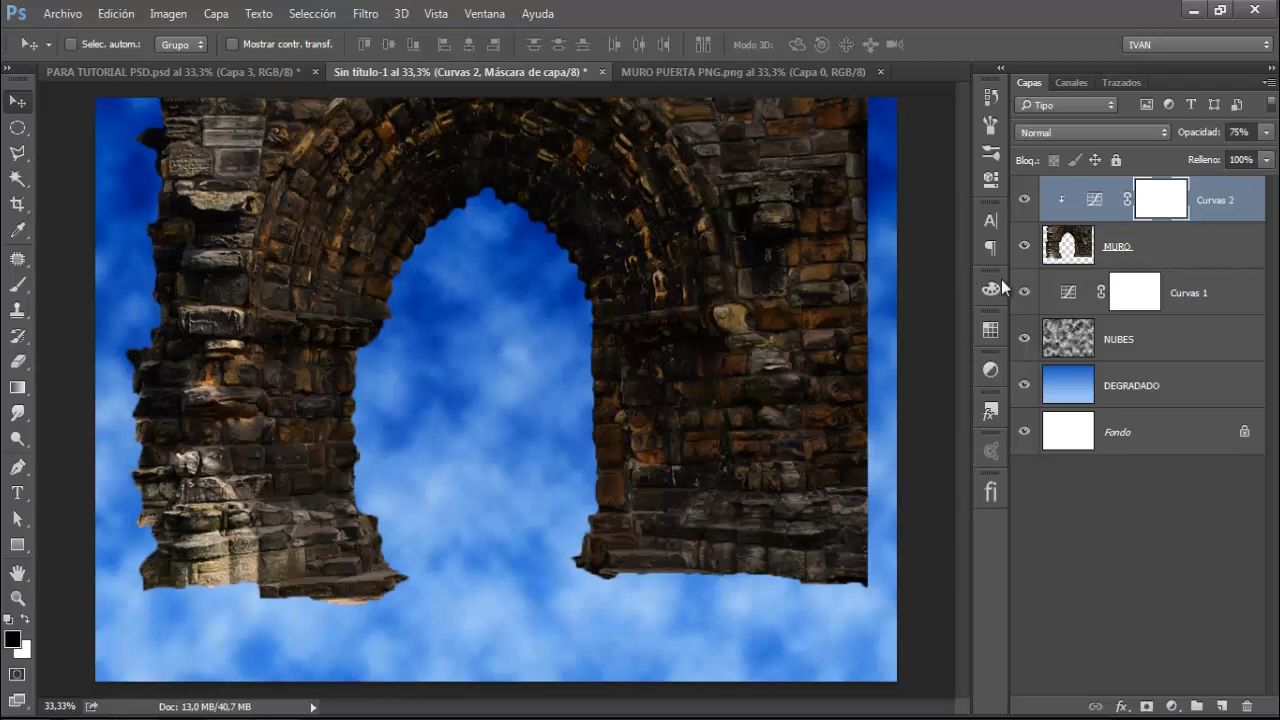 Ps Archivo Edición Imagen Capa Texto Selección Filtro 3D Vista Ventana Ayuda
Selec. autom.: Grupo Mostrar contr. transf. Modo 3D: IVAN
PARA TUTORIAL PSD.psd al 33,3% (Capa 3, RGB/8) * Sin título-1 al 33,3% (Curvas 2, Máscara de capa/8) * MURO PUERTA PNG.png al 33,3% (Capa 0, RGB/8)
Capas Canales Trazados
Tipo
Normal Opacidad: 75%
Bloq.: Relleno: 100%
Curvas 2
MURO
Curvas 1
NUBES
DEGRADADO
Fondo
33,33% Doc: 13,0 MB/40,7 MB